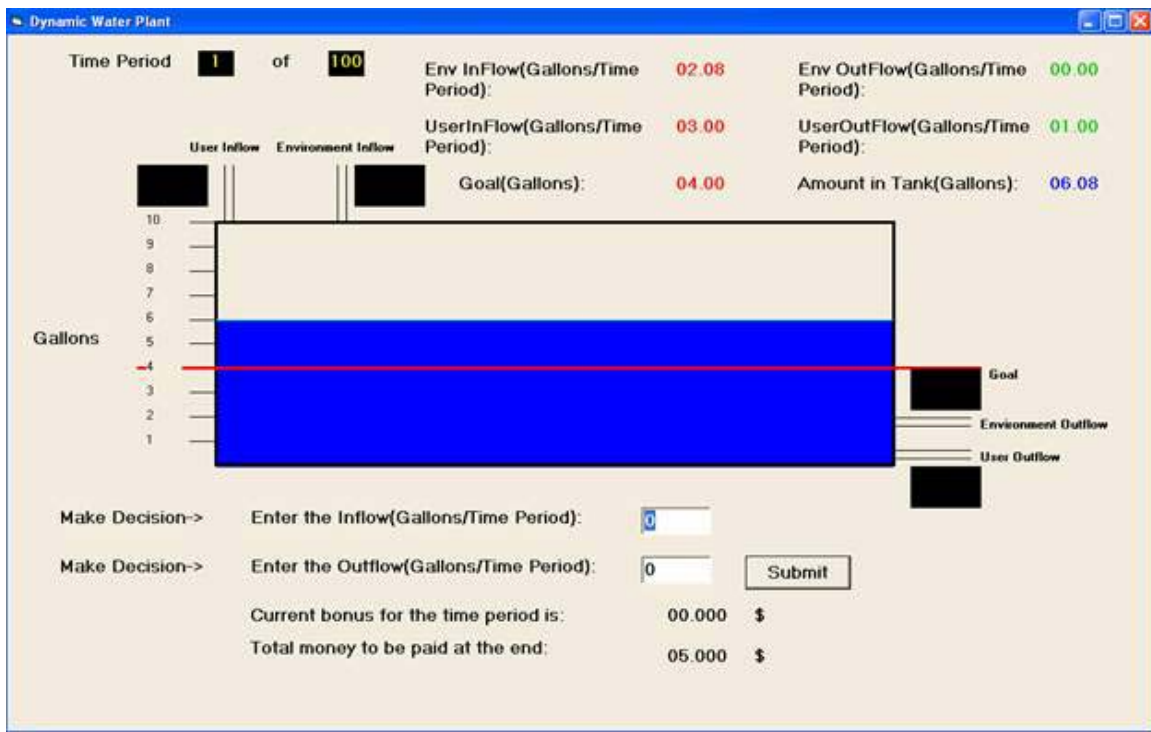 Dynamic Water Plant
Time Period 1 of 100
Env InFlow(Gallons/Time
Period):
02.08
Env OutFlow(Gallons/Time
Period):
00.00
UserInFlow(Gallons/Time
Period):
03.00
UserOutFlow(Gallons/Time
Period):
01.00
User Inflow Environment Inflow
Goal(Gallons): 04.00
Amount in Tank(Gallons): 06.08
10
9
8
7
6
Gallons
5
4
3
2
1
Goal
Environment Outflow
User Outflow
Make Decision-> Enter the Inflow(Gallons/Time Period): 0
Make Decision-> Enter the Outflow(Gallons/Time Period): 0 Submit
Current bonus for the time period is: 00.000 $
Total money to be paid at the end: 05.000 $